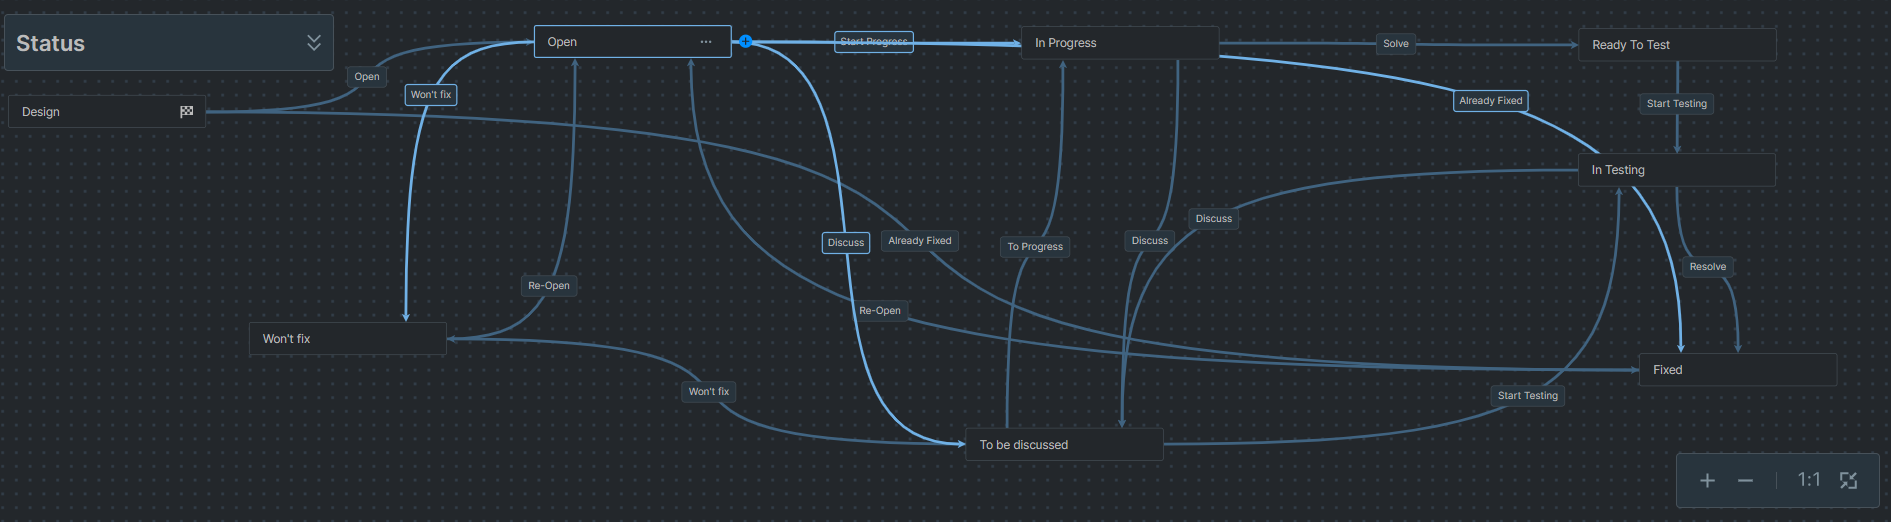 Status
Open
Start Progress
In Progress
Solve
Ready To Test
Open
Won't fix
Already Fixed
Start Testing
Design
In Testing
Discuss
Discuss
Already Fixed
Discuss
To Progress
Resolve
Re-Open
Re-Open
Won't fix
Fixed
Won't fix
Start Testing
To be discussed
1:1